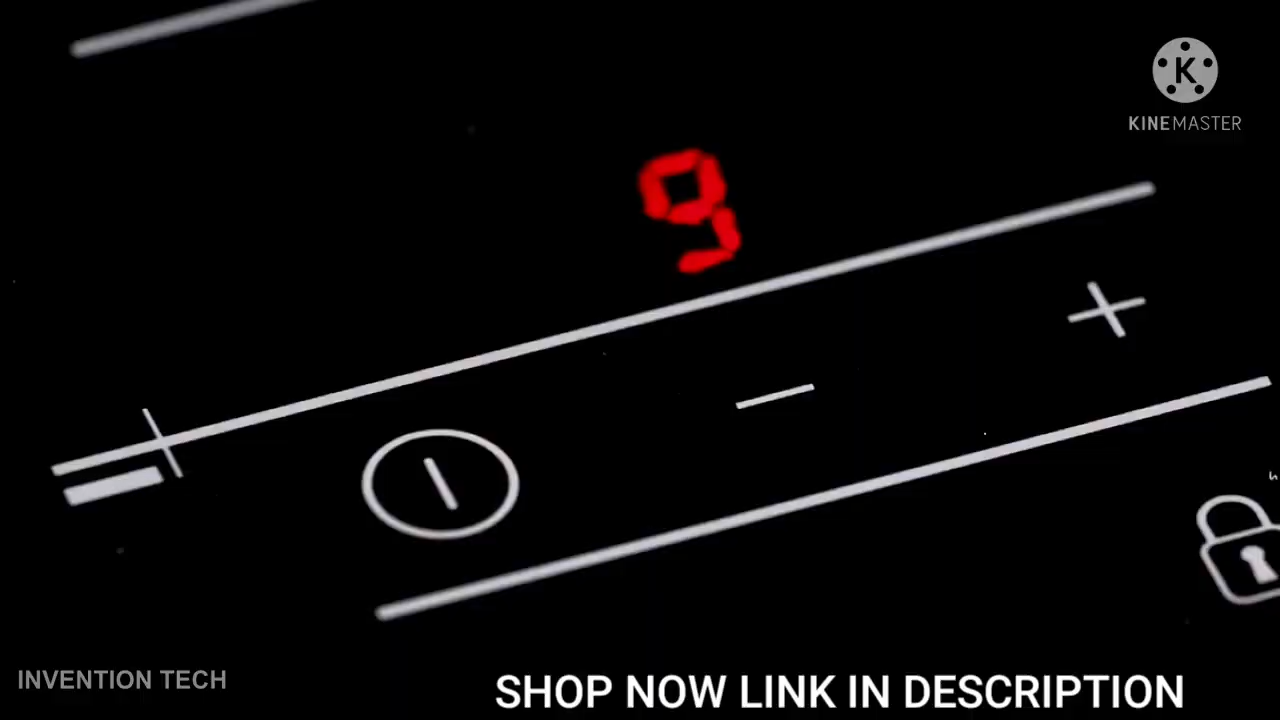 K
KINEMASTER
9
INVENTION TECH
SHOP NOW LINK IN DESCRIPTION